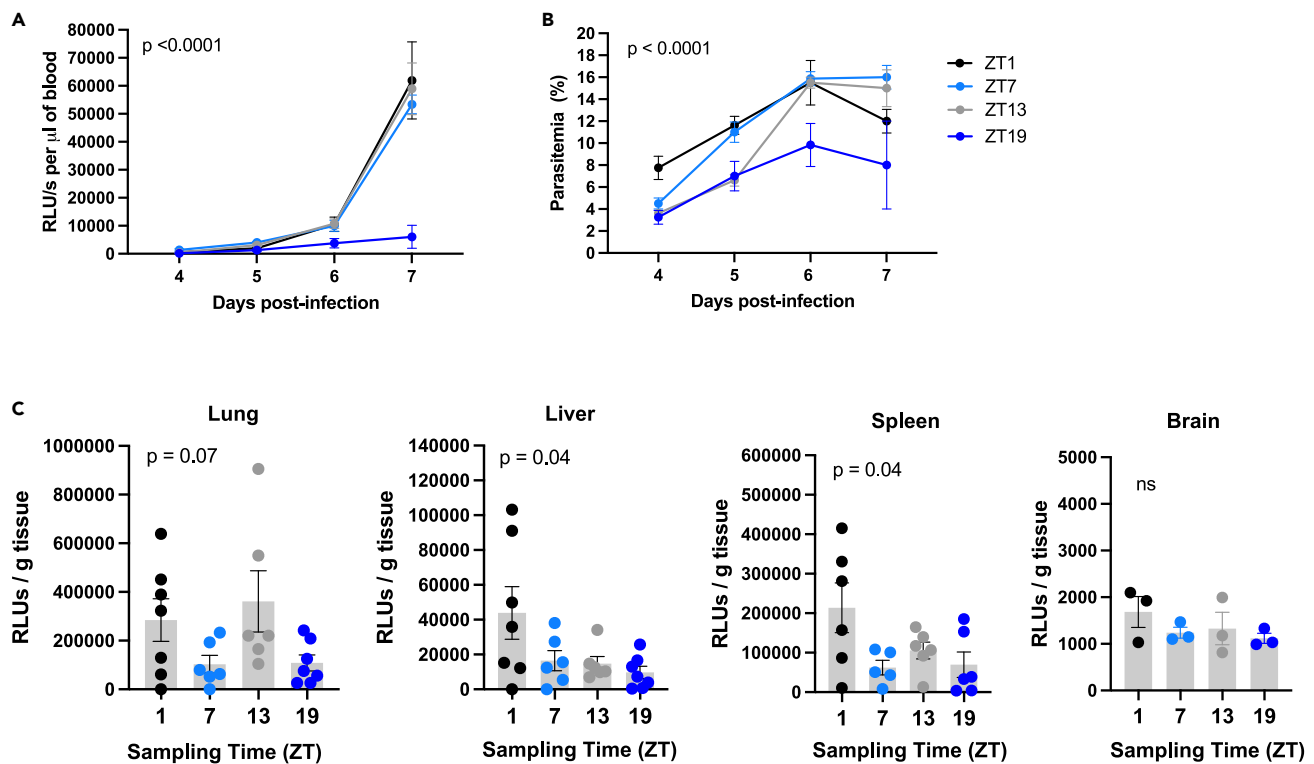 A
RLU/s per µl of blood
80000
70000
60000
50000
40000
30000
20000
10000
0
p <0.0001
4 5 6 7
Days post-infection
B
Parasitemia (%)
20
18
16
14
12
10
8
6
4
2
0
p < 0.0001
4 5 6 7
Days post-infection
ZT1
ZT7
ZT13
ZT19
C
Lung
RLUs / g tissue
1000000
800000
600000
400000
200000
0
p = 0.07
1 7 13 19
Sampling Time (ZT)
Liver
RLUs / g tissue
140000
120000
100000
80000
60000
40000
20000
0
p = 0.04
1 7 13 19
Sampling Time (ZT)
Spleen
RLUs / g tissue
600000
500000
400000
300000
200000
100000
0
p = 0.04
1 7 13 19
Sampling Time (ZT)
Brain
RLUs / g tissue
5000
4000
3000
2000
1000
0
ns
1 7 13 19
Sampling Time (ZT)